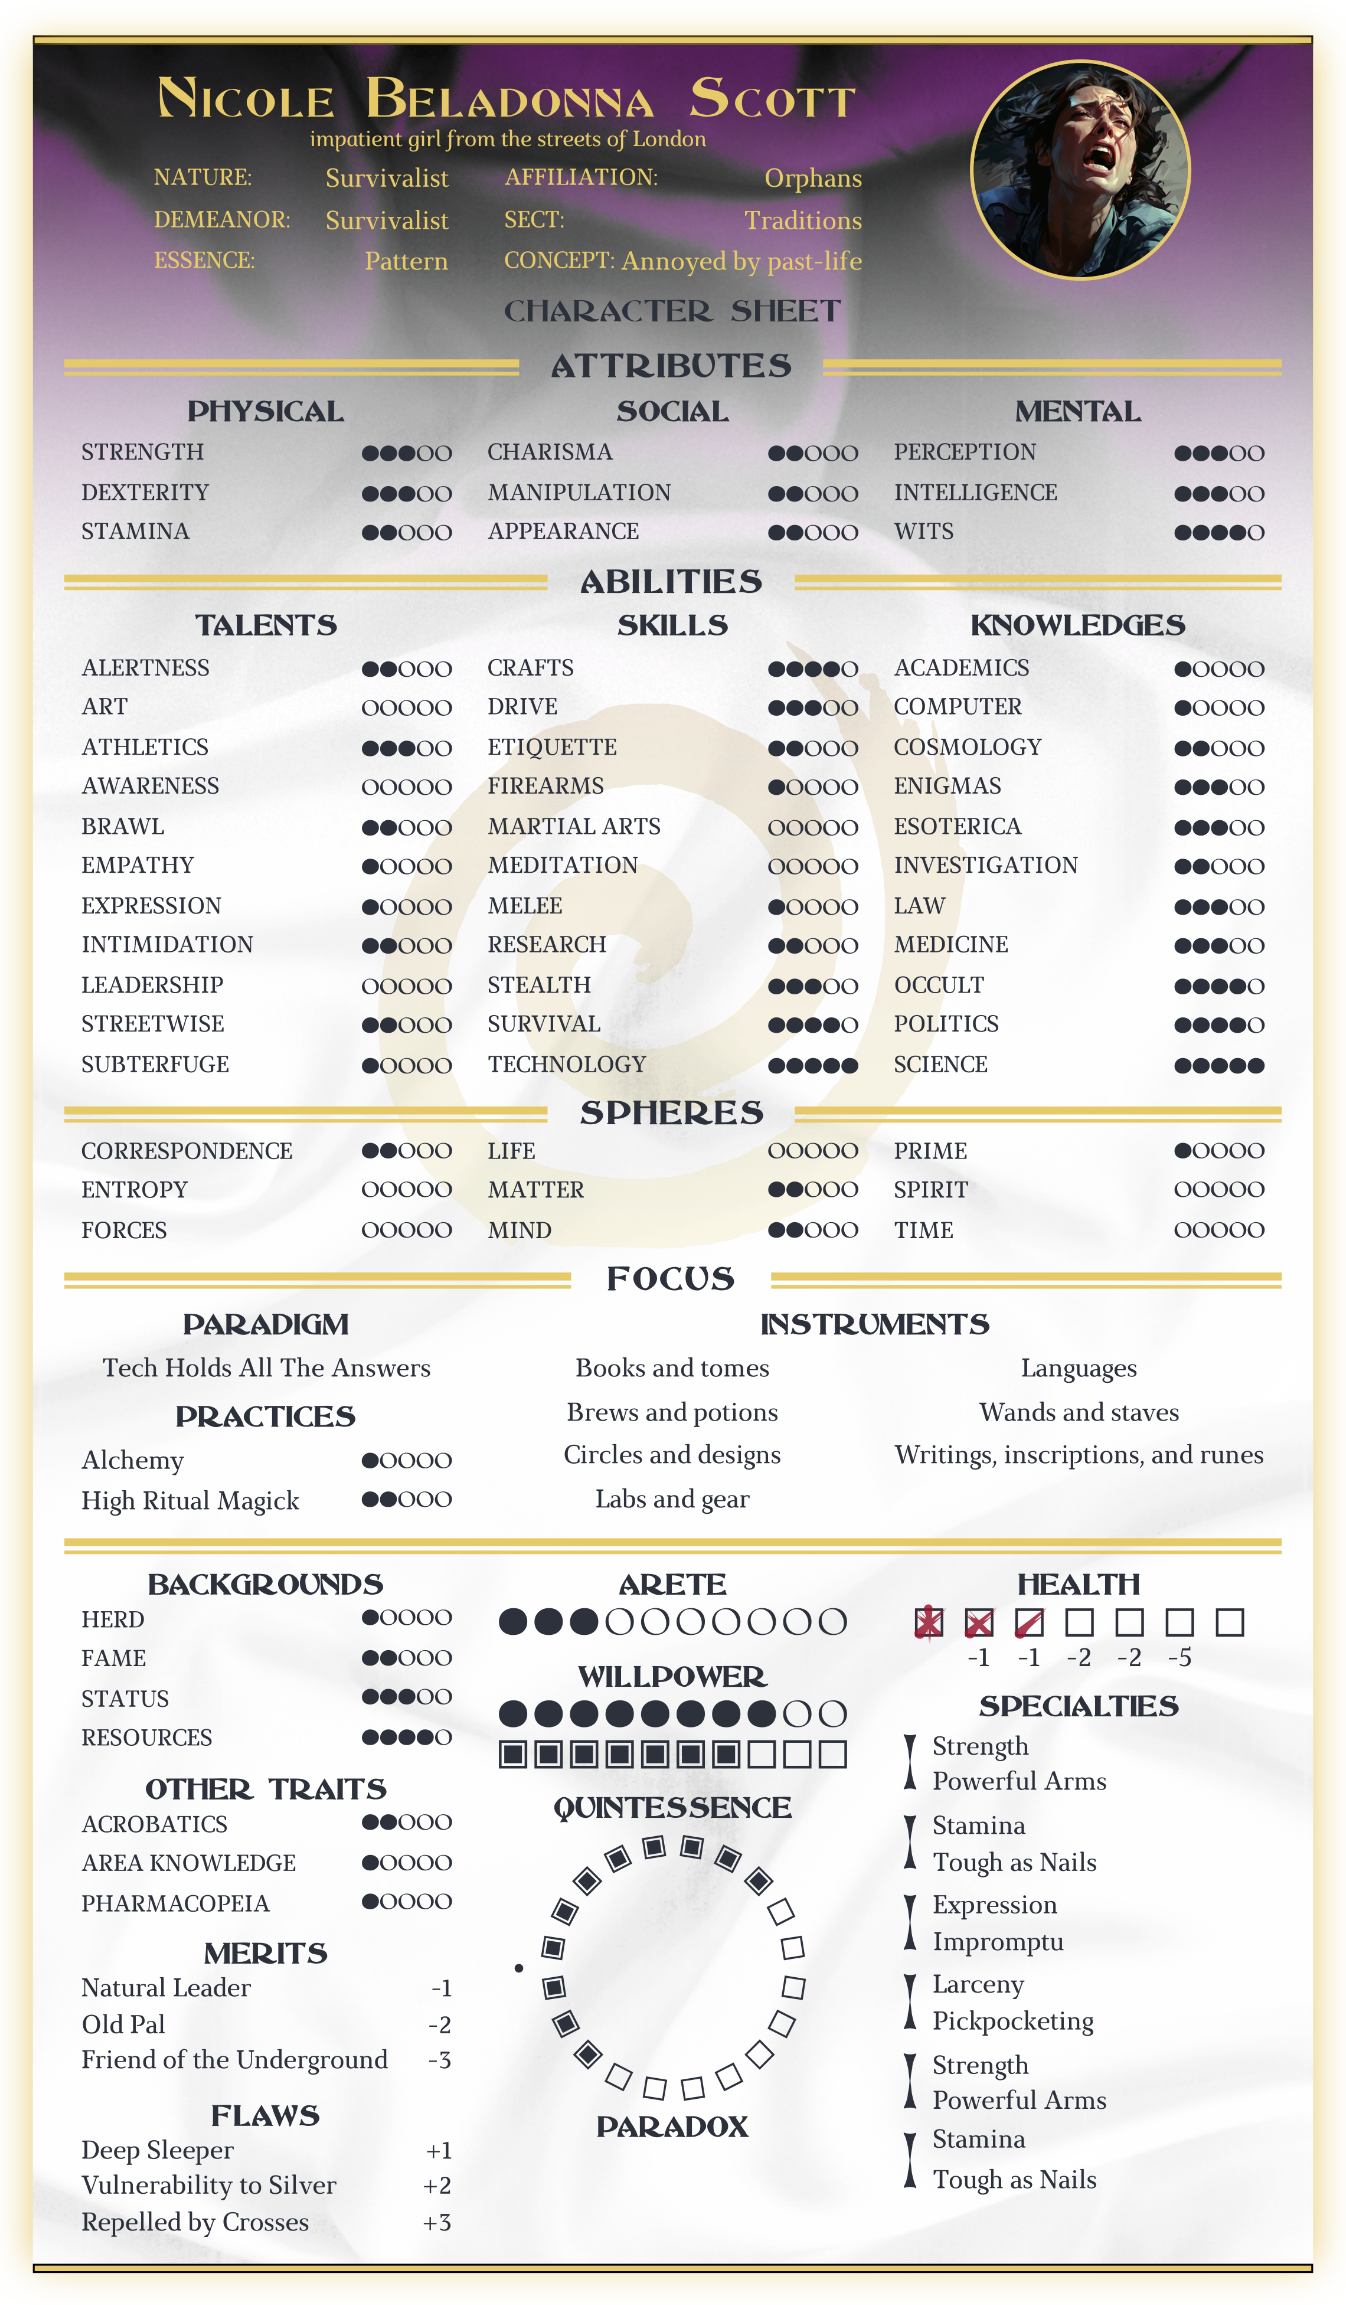 Nicole Beladonna Scott
impatient girl from the streets of London
NATURE: Survivalist AFFILIATION: Orphans
DEMEANOR: Survivalist SECT: Traditions
ESSENCE: Pattern CONCEPT: Annoyed by past-life
CHARACTER SHEET
ATTRIBUTES
PHYSICAL SOCIAL MENTAL
STRENGTH CHARISMA PERCEPTION
DEXTERITY MANIPULATION INTELLIGENCE
STAMINA APPEARANCE WITS
ABILITIES
TALENTS SKILLS KNOWLEDGES
ALERTNESS CRAFTS ACADEMICS
ART DRIVE COMPUTER
ATHLETICS ETIQUETTE COSMOLOGY
AWARENESS FIREARMS ENIGMAS
BRAWL MARTIAL ARTS ESOTERICA
EMPATHY MEDITATION INVESTIGATION
EXPRESSION MELEE LAW
INTIMIDATION RESEARCH MEDICINE
LEADERSHIP STEALTH OCCULT
STREETWISE SURVIVAL POLITICS
SUBTERFUGE TECHNOLOGY SCIENCE
SPHERES
CORRESPONDENCE LIFE PRIME
ENTROPY MATTER SPIRIT
FORCES MIND TIME
FOCUS
PARADIGM
Tech Holds All The Answers
PRACTICES
Alchemy
High Ritual Magick
INSTRUMENTS
Books and tomes Languages
Brews and potions Wands and staves
Circles and designs Writings, inscriptions, and runes
Labs and gear
BACKGROUNDS
HERD
FAME
STATUS
RESOURCES
OTHER TRAITS
ACROBATICS
AREA KNOWLEDGE
PHARMACOPEIA
MERITS
Natural Leader -1
Old Pal -2
Friend of the Underground -3
FLAWS
Deep Sleeper +1
Vulnerability to Silver +2
Repelled by Crosses +3
ARETE
WILLPOWER
QUINTESSENCE
PARADOX
HEALTH
-1 -1 -2 -2 -5
SPECIALTIES
Strength
Powerful Arms
Stamina
Tough as Nails
Expression
Impromptu
Larceny
Pickpocketing
Strength
Powerful Arms
Stamina
Tough as Nails